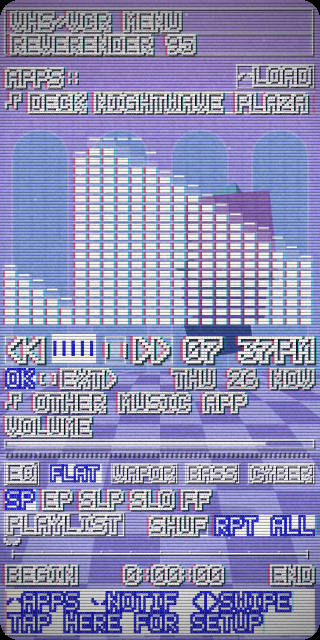 VHS/VCR MENU
REWERENDER '95
APPS:: LOAD
DECK NIGHTWAVE PLAZA
07 37PM
OK EXT THU 26 NOV
OTHER MUSIC APP
VOLUME
EQ FLAT VAPOR BASS CYBER
SP EP SLP SLO FF
PLAYLIST SHUF RPT ALL
BEGIN 0:00:00 END
APPS NOTIF SWIPE
TAP HERE FOR SETUP